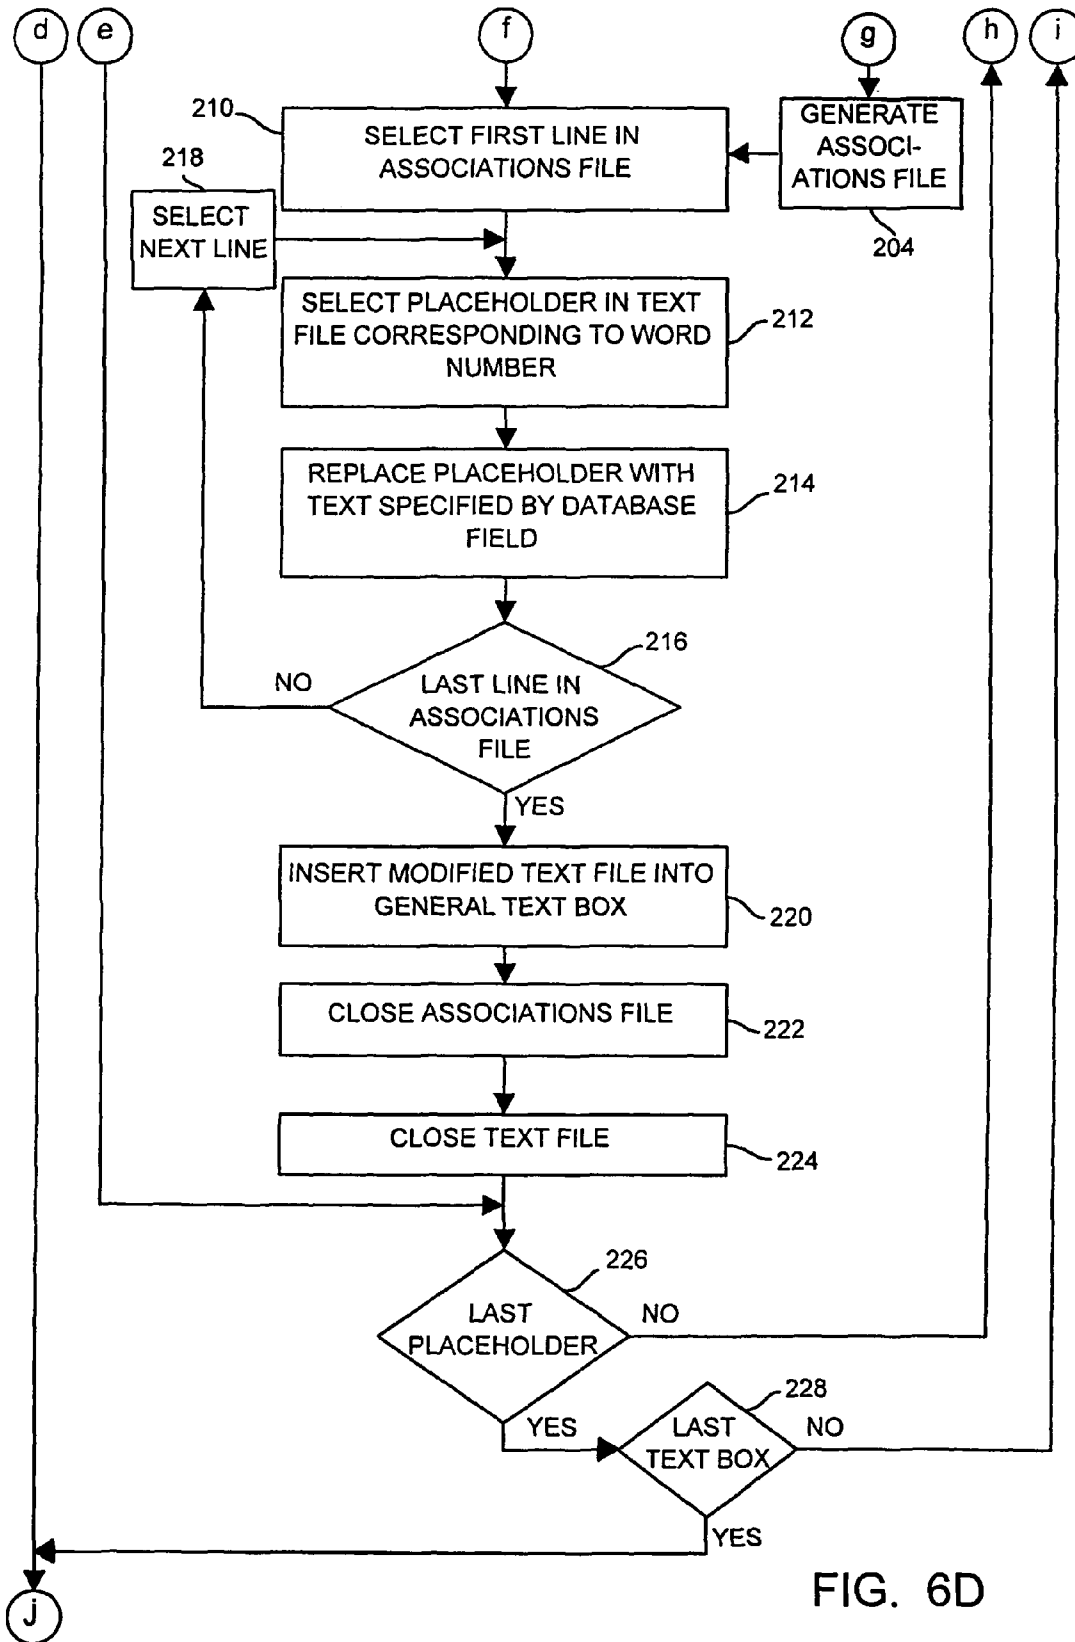 d e f g h i
210
SELECT FIRST LINE IN
ASSOCIATIONS FILE
GENERATE
ASSOCI-
ATIONS FILE
204
218
SELECT
NEXT LINE
SELECT PLACEHOLDER IN TEXT
FILE CORRESPONDING TO WORD
NUMBER
212
REPLACE PLACEHOLDER WITH
TEXT SPECIFIED BY DATABASE
FIELD
214
216
NO
LAST LINE IN
ASSOCIATIONS
FILE
YES
INSERT MODIFIED TEXT FILE INTO
GENERAL TEXT BOX
220
CLOSE ASSOCIATIONS FILE
222
CLOSE TEXT FILE
224
226
LAST
PLACEHOLDER
NO
228
YES
LAST
TEXT BOX
NO
YES
j
FIG. 6D